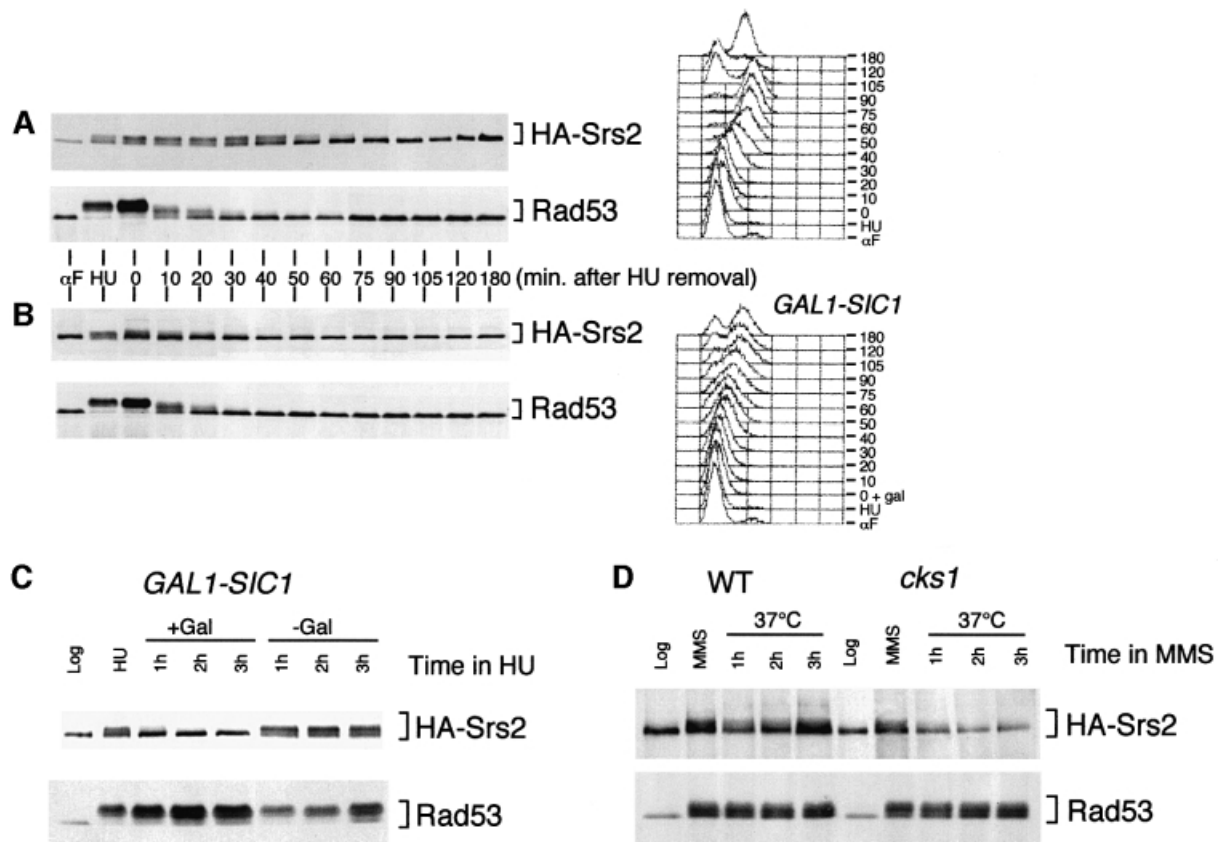 A
HA-Srs2
Rad53
180
120
105
90
75
60
50
40
30
20
10
0
HU
αF
αF HU 0 10 20 30 40 50 60 75 90 105 120 180 (min. after HU removal)
B
HA-Srs2
Rad53
GAL1-SIC1
180
120
105
90
75
60
50
40
30
20
10
0 + gal
HU
αF
C
GAL1-SIC1
+Gal -Gal
Log HU 1h 2h 3h 1h 2h 3h Time in HU
HA-Srs2
Rad53
D
WT cks1
37°C 37°C
Log MMS 1h 2h 3h Log MMS 1h 2h 3h Time in MMS
HA-Srs2
Rad53